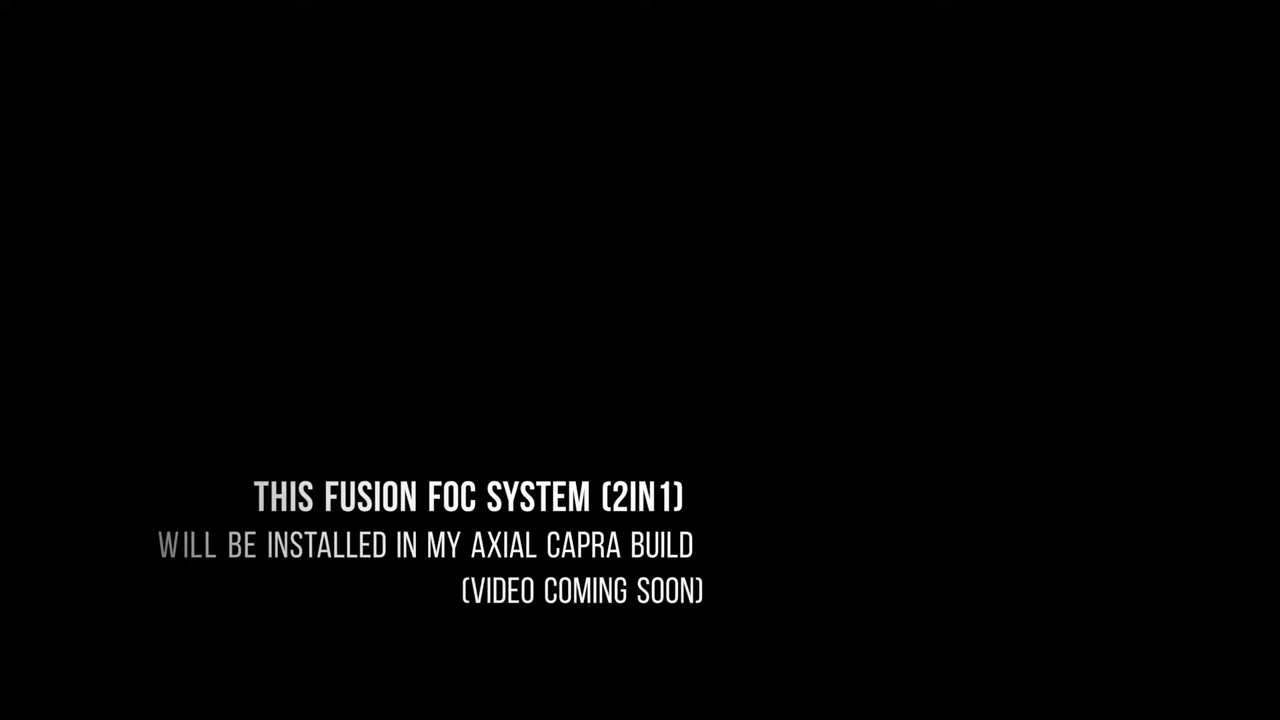 THIS FUSION FOC SYSTEM (2IN1)
WILL BE INSTALLED IN MY AXIAL CAPRA BUILD
(VIDEO COMING SOON)